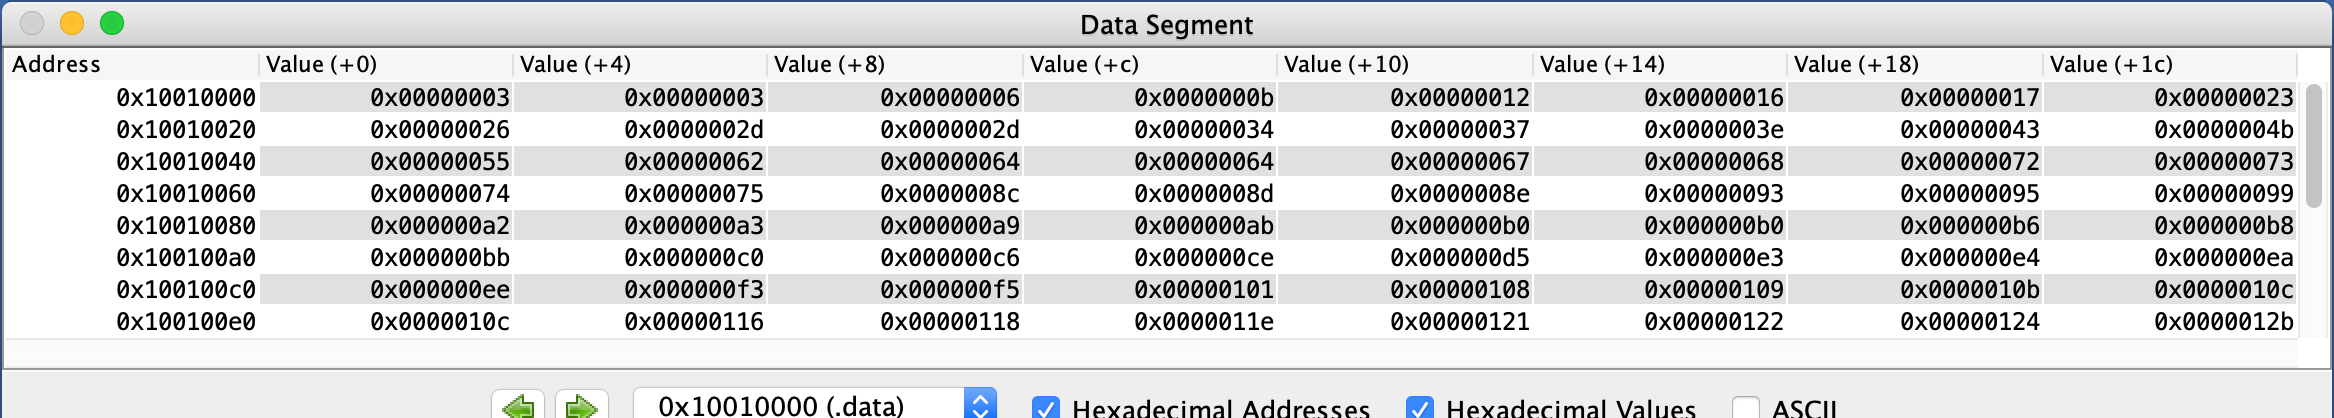 Data Segment
Address Value (+0) Value (+4) Value (+8) Value (+c) Value (+10) Value (+14) Value (+18) Value (+1c)
0x10010000 0x00000003 0x00000003 0x00000006 0x0000000b 0x00000012 0x00000016 0x00000017 0x00000023
0x10010020 0x00000026 0x0000002d 0x0000002d 0x00000034 0x00000037 0x0000003e 0x00000043 0x0000004b
0x10010040 0x00000055 0x00000062 0x00000064 0x00000064 0x00000067 0x00000068 0x00000072 0x00000073
0x10010060 0x00000074 0x00000075 0x0000008c 0x0000008d 0x0000008e 0x00000093 0x00000095 0x00000099
0x10010080 0x000000a2 0x000000a3 0x000000a9 0x000000ab 0x000000b0 0x000000b0 0x000000b6 0x000000b8
0x100100a0 0x000000bb 0x000000c0 0x000000c6 0x000000ce 0x000000d5 0x000000e3 0x000000e4 0x000000ea
0x100100c0 0x000000ee 0x000000f3 0x000000f5 0x00000101 0x00000108 0x00000109 0x0000010b 0x0000010c
0x100100e0 0x0000010c 0x00000116 0x00000118 0x0000011e 0x00000121 0x00000122 0x00000124 0x0000012b
0x10010000 (.data) Hexadecimal Addresses Hexadecimal Values ASCII